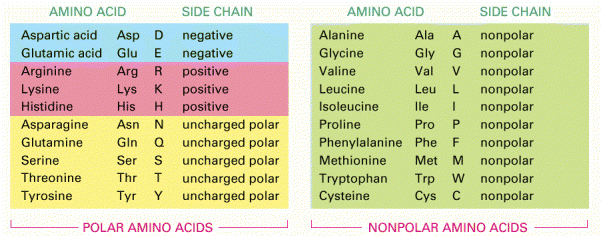 AMINO ACID SIDE CHAIN
Aspartic acid Asp D negative
Glutamic acid Glu E negative
Arginine Arg R positive
Lysine Lys K positive
Histidine His H positive
Asparagine Asn N uncharged polar
Glutamine Gln Q uncharged polar
Serine Ser S uncharged polar
Threonine Thr T uncharged polar
Tyrosine Tyr Y uncharged polar
POLAR AMINO ACIDS
AMINO ACID SIDE CHAIN
Alanine Ala A nonpolar
Glycine Gly G nonpolar
Valine Val V nonpolar
Leucine Leu L nonpolar
Isoleucine Ile I nonpolar
Proline Pro P nonpolar
Phenylalanine Phe F nonpolar
Methionine Met M nonpolar
Tryptophan Trp W nonpolar
Cysteine Cys C nonpolar
NONPOLAR AMINO ACIDS